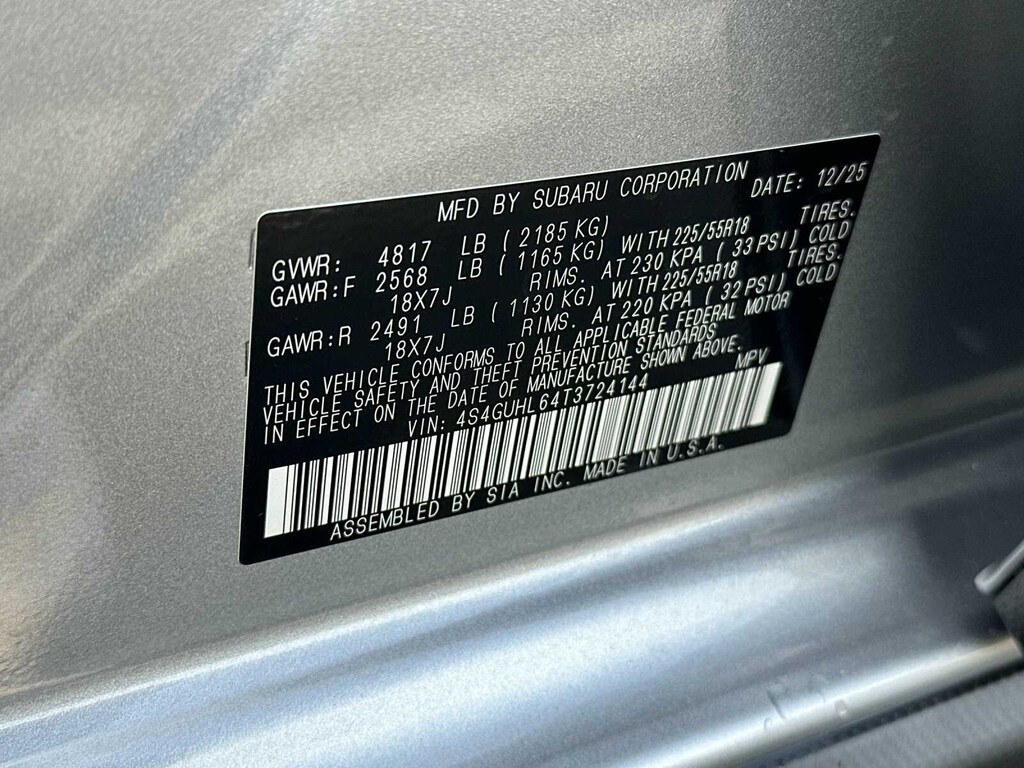 MFD BY SUBARU CORPORATION DATE: 12/25
GVWR: 4817 LB ( 2185 KG)
GAWR:F 2568 LB ( 1165 KG) WITH 225/55R18 TIRES.
18X7J RIMS. AT 230 KPA ( 33 PSI) COLD
GAWR:R 2491 LB ( 1130 KG) WITH 225/55R18 TIRES.
18X7J RIMS. AT 220 KPA ( 32 PSI) COLD
THIS VEHICLE CONFORMS TO ALL APPLICABLE FEDERAL MOTOR
VEHICLE SAFETY AND THEFT PREVENTION STANDARDS
IN EFFECT ON THE DATE OF MANUFACTURE SHOWN ABOVE.
VIN: 4S4GUHL64T3724144 MPV
ASSEMBLED BY SIA INC. MADE IN U.S.A.